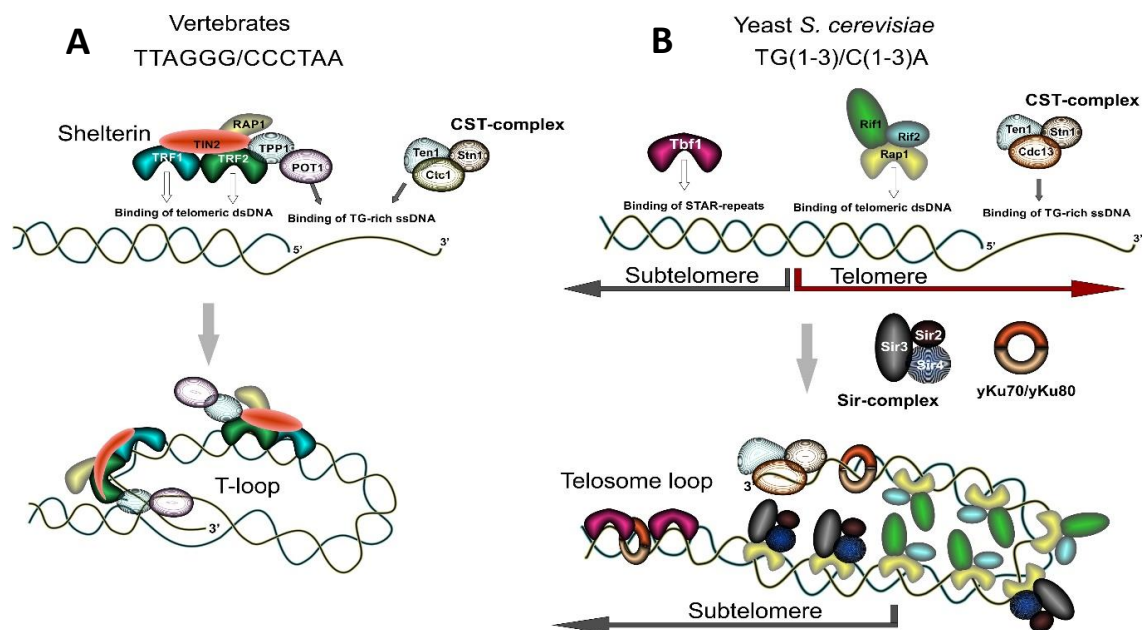 A
Vertebrates
TTAGGG/CCCTAA
Shelterin
RAP1
TIN2
TRF1
TRF2
TPP1
POT1
CST-complex
Ten1
Stn1
Ctc1
Binding of telomeric dsDNA
Binding of TG-rich ssDNA
5'
3'
T-loop
3'
B
Yeast S. cerevisiae
TG(1-3)/C(1-3)A
Tbf1
Rif1
Rif2
Rap1
CST-complex
Ten1
Stn1
Cdc13
Binding of STAR-repeats
Binding of telomeric dsDNA
Binding of TG-rich ssDNA
5'
3'
Subtelomere
Telomere
Sir3
Sir2
Sir4
Sir-complex
yKu70/yKu80
Telosome loop
3'
Subtelomere